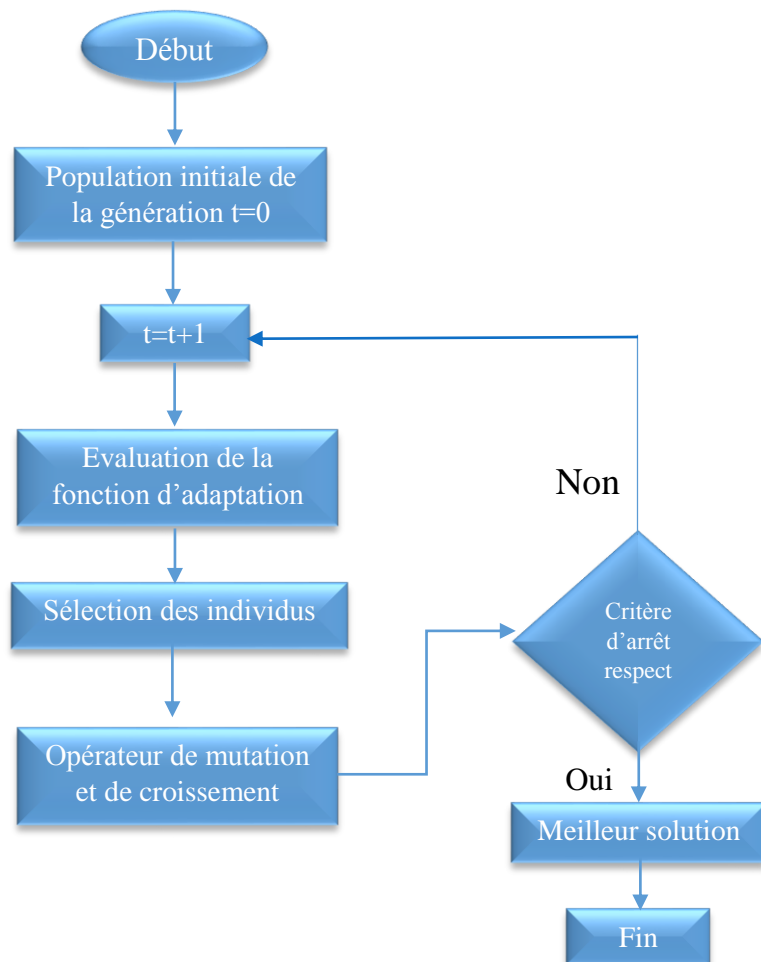 Début
Population initiale de
la génération t=0
t=t+1
Evaluation de la
fonction d’adaptation
Sélection des individus
Opérateur de mutation
et de croissement
Non
Critère
d’arrêt
respect
Oui
Meilleur solution
Fin